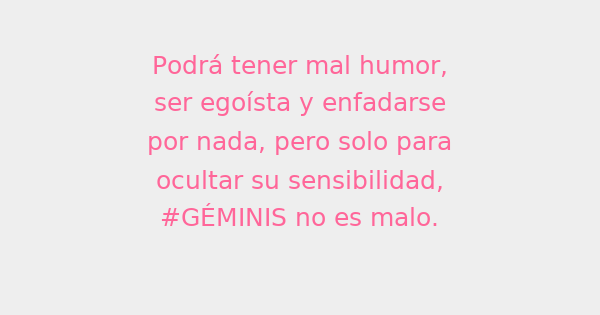 Podrá tener mal humor,
ser egoísta y enfadarse
por nada, pero solo para
ocultar su sensibilidad,
#GÉMINIS no es malo.